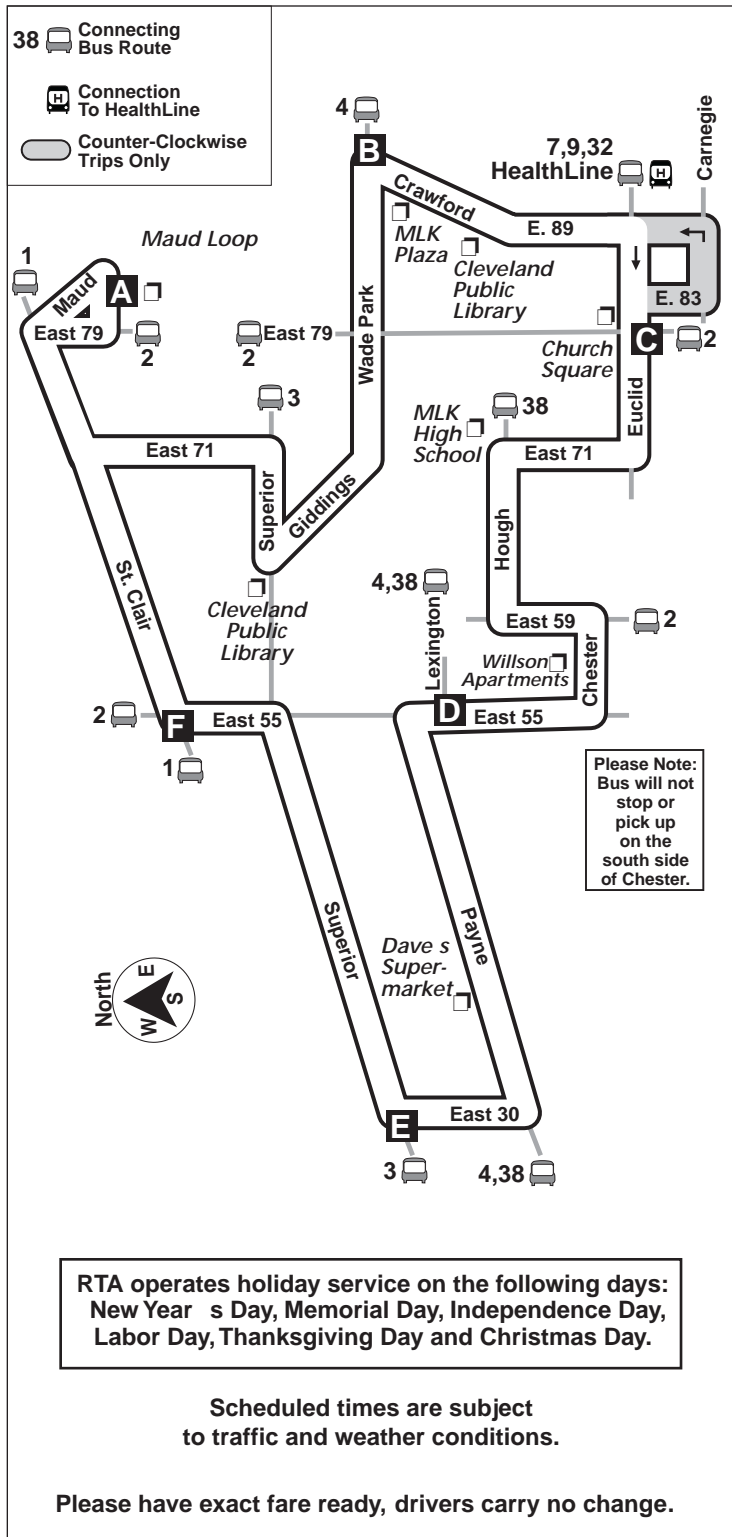 38
Connecting
Bus Route
H
Connection
To HealthLine
Counter-Clockwise
Trips Only
4
B
7,9,32
HealthLine
H
Carnegie
Crawford
E. 89
MLK
Plaza
Cleveland
Public
Library
Maud Loop
1
Maud
A
East 79
2
2
East 79
Wade Park
E. 83
Church
Square
C
2
Euclid
3
MLK
High
School
38
East 71
East 71
Superior
Giddings
Hough
St. Clair
Cleveland
Public
Library
4,38
Lexington
East 59
2
Willson
Apartments
Chester
2
F
East 55
D
East 55
1
Please Note:
Bus will not
stop or
pick up
on the
south side
of Chester.
Superior
Payne
Dave s
Super-
market
North
E
S
W
E
East 30
3
4,38
RTA operates holiday service on the following days:
New Year s Day, Memorial Day, Independence Day,
Labor Day, Thanksgiving Day and Christmas Day.
Scheduled times are subject
to traffic and weather conditions.
Please have exact fare ready, drivers carry no change.